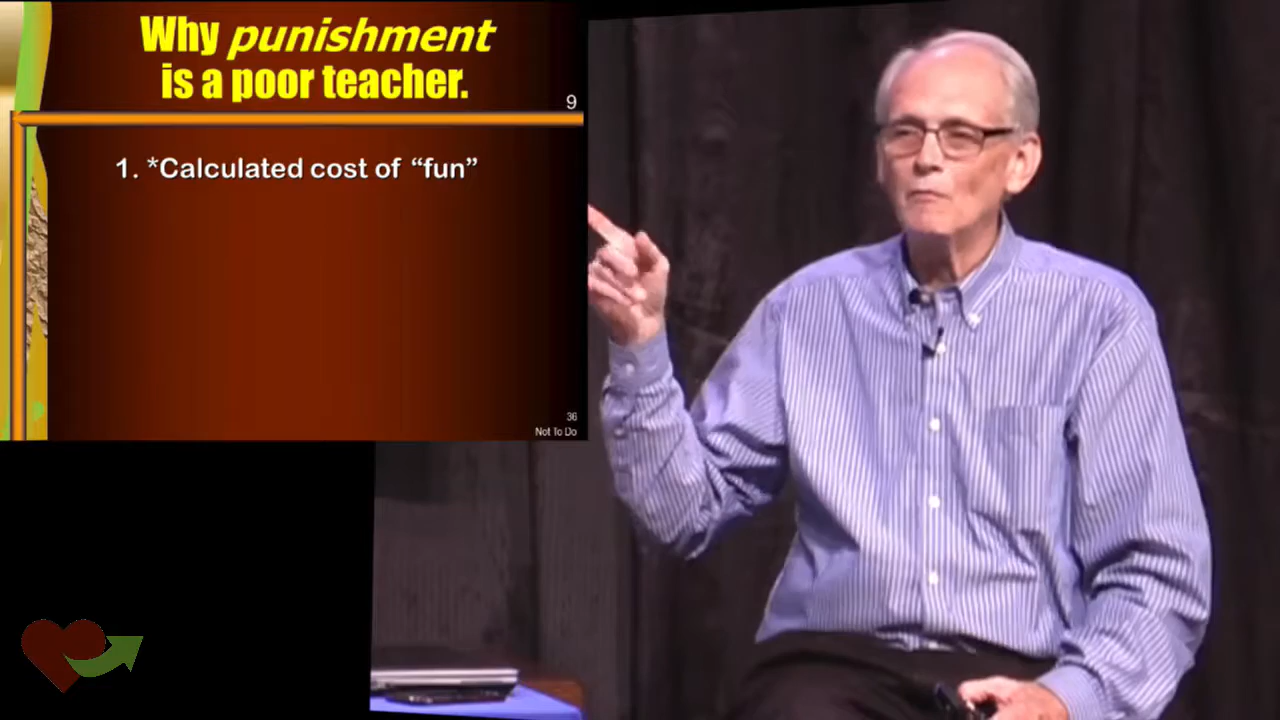 Why punishment
is a poor teacher.
9
1. *Calculated cost of “fun”
36
Not To Do